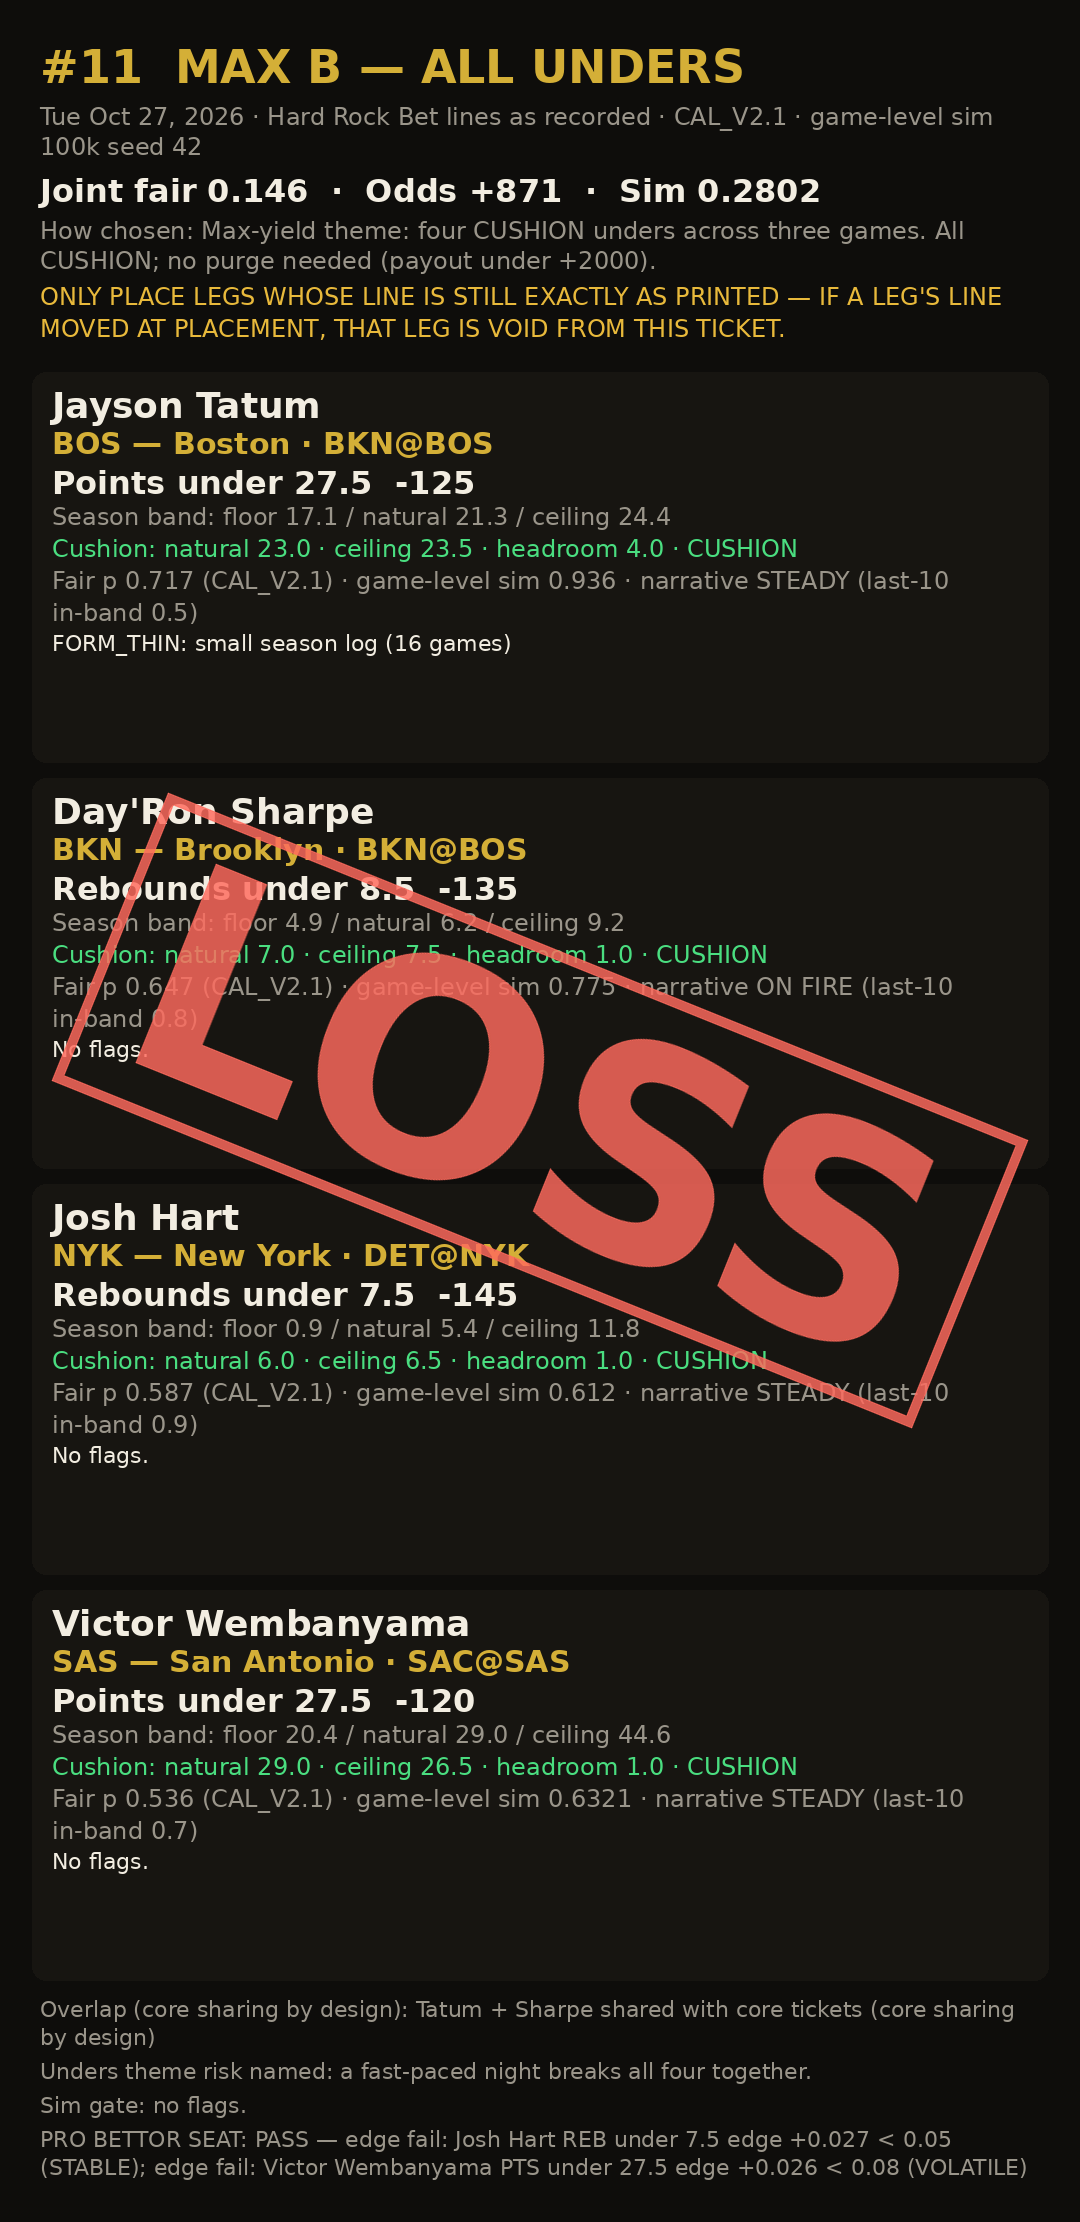 #11  MAX B — ALL UNDERS
Tue Oct 27, 2026 · Hard Rock Bet lines as recorded · CAL_V2.1 · game-level sim
100k seed 42
Joint fair 0.146  ·  Odds +871  ·  Sim 0.2802
How chosen: Max-yield theme: four CUSHION unders across three games. All
CUSHION; no purge needed (payout under +2000).
ONLY PLACE LEGS WHOSE LINE IS STILL EXACTLY AS PRINTED — IF A LEG'S LINE
MOVED AT PLACEMENT, THAT LEG IS VOID FROM THIS TICKET.
Jayson Tatum
BOS — Boston · BKN@BOS
Points under 27.5  -125
Season band: floor 17.1 / natural 21.3 / ceiling 24.4
Cushion: natural 23.0 · ceiling 23.5 · headroom 4.0 · CUSHION
Fair p 0.717 (CAL_V2.1) · game-level sim 0.936 · narrative STEADY (last-10
in-band 0.5)
FORM_THIN: small season log (16 games)
Day'Ron Sharpe
BKN — Brooklyn · BKN@BOS
Rebounds under 8.5  -135
Season band: floor 4.9 / natural 6.2 / ceiling 9.2
Cushion: natural 7.0 · ceiling 7.5 · headroom 1.0 · CUSHION
Fair p 0.647 (CAL_V2.1) · game-level sim 0.775 · narrative ON FIRE (last-10
in-band 0.8)
No flags.
LOSS
Josh Hart
NYK — New York · DET@NYK
Rebounds under 7.5  -145
Season band: floor 0.9 / natural 5.4 / ceiling 11.8
Cushion: natural 6.0 · ceiling 6.5 · headroom 1.0 · CUSHION
Fair p 0.587 (CAL_V2.1) · game-level sim 0.612 · narrative STEADY (last-10
in-band 0.9)
No flags.
Victor Wembanyama
SAS — San Antonio · SAC@SAS
Points under 27.5  -120
Season band: floor 20.4 / natural 29.0 / ceiling 44.6
Cushion: natural 29.0 · ceiling 26.5 · headroom 1.0 · CUSHION
Fair p 0.536 (CAL_V2.1) · game-level sim 0.6321 · narrative STEADY (last-10
in-band 0.7)
No flags.
Overlap (core sharing by design): Tatum + Sharpe shared with core tickets (core sharing
by design)
Unders theme risk named: a fast-paced night breaks all four together.
Sim gate: no flags.
PRO BETTOR SEAT: PASS — edge fail: Josh Hart REB under 7.5 edge +0.027 < 0.05
(STABLE); edge fail: Victor Wembanyama PTS under 27.5 edge +0.026 < 0.08 (VOLATILE)